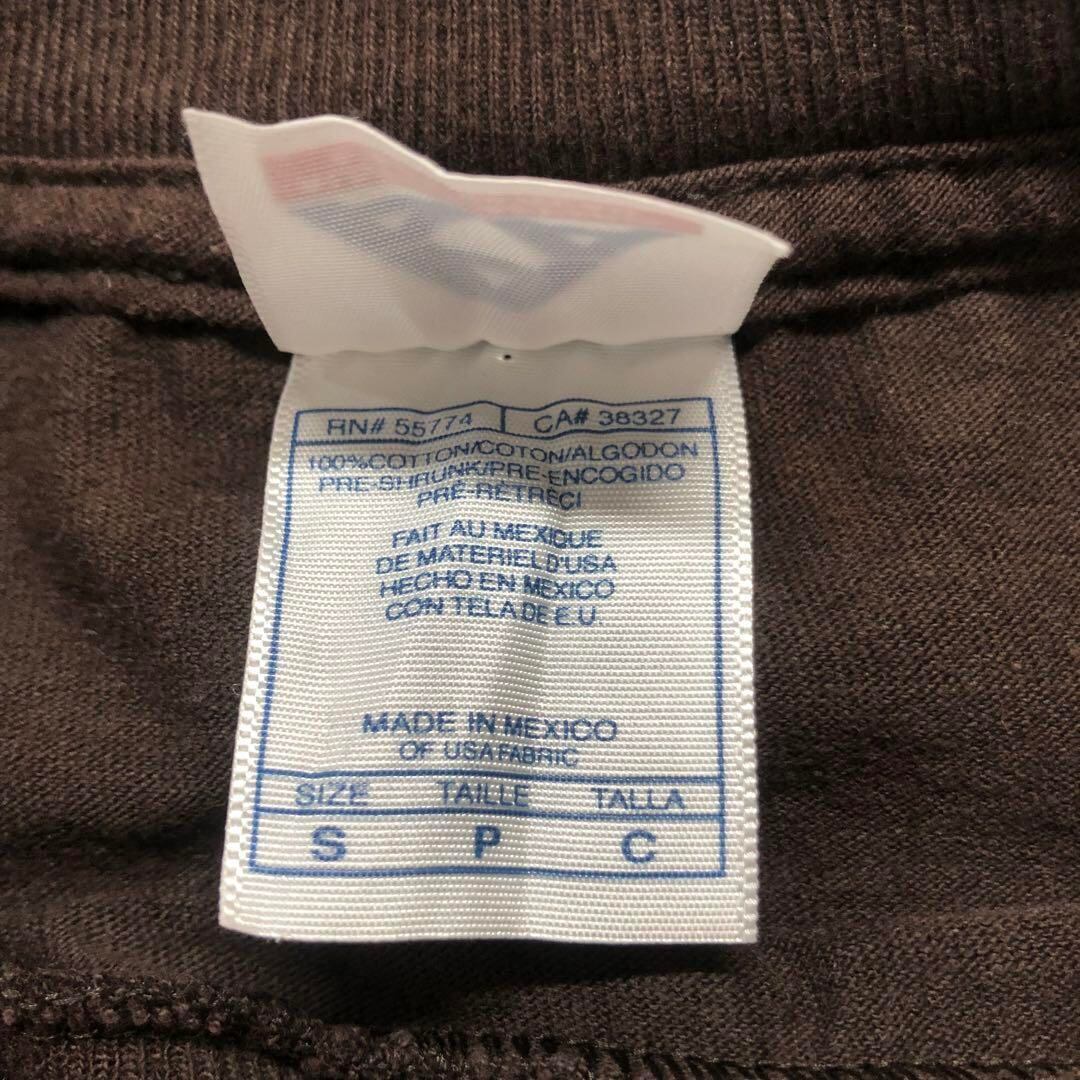 RN# 55774 CA# 38327
100%COTTON/COTON/ALGODON
PRE-SHRUNK/PRE-ENCOGIDO
PRÉ-RÉTRÉCI
FAIT AU MEXIQUE
DE MATERIEL D'USA
HECHO EN MEXICO
CON TELA DE E.U.
MADE IN MEXICO
OF USA FABRIC
SIZE TAILLE TALLA
S P C